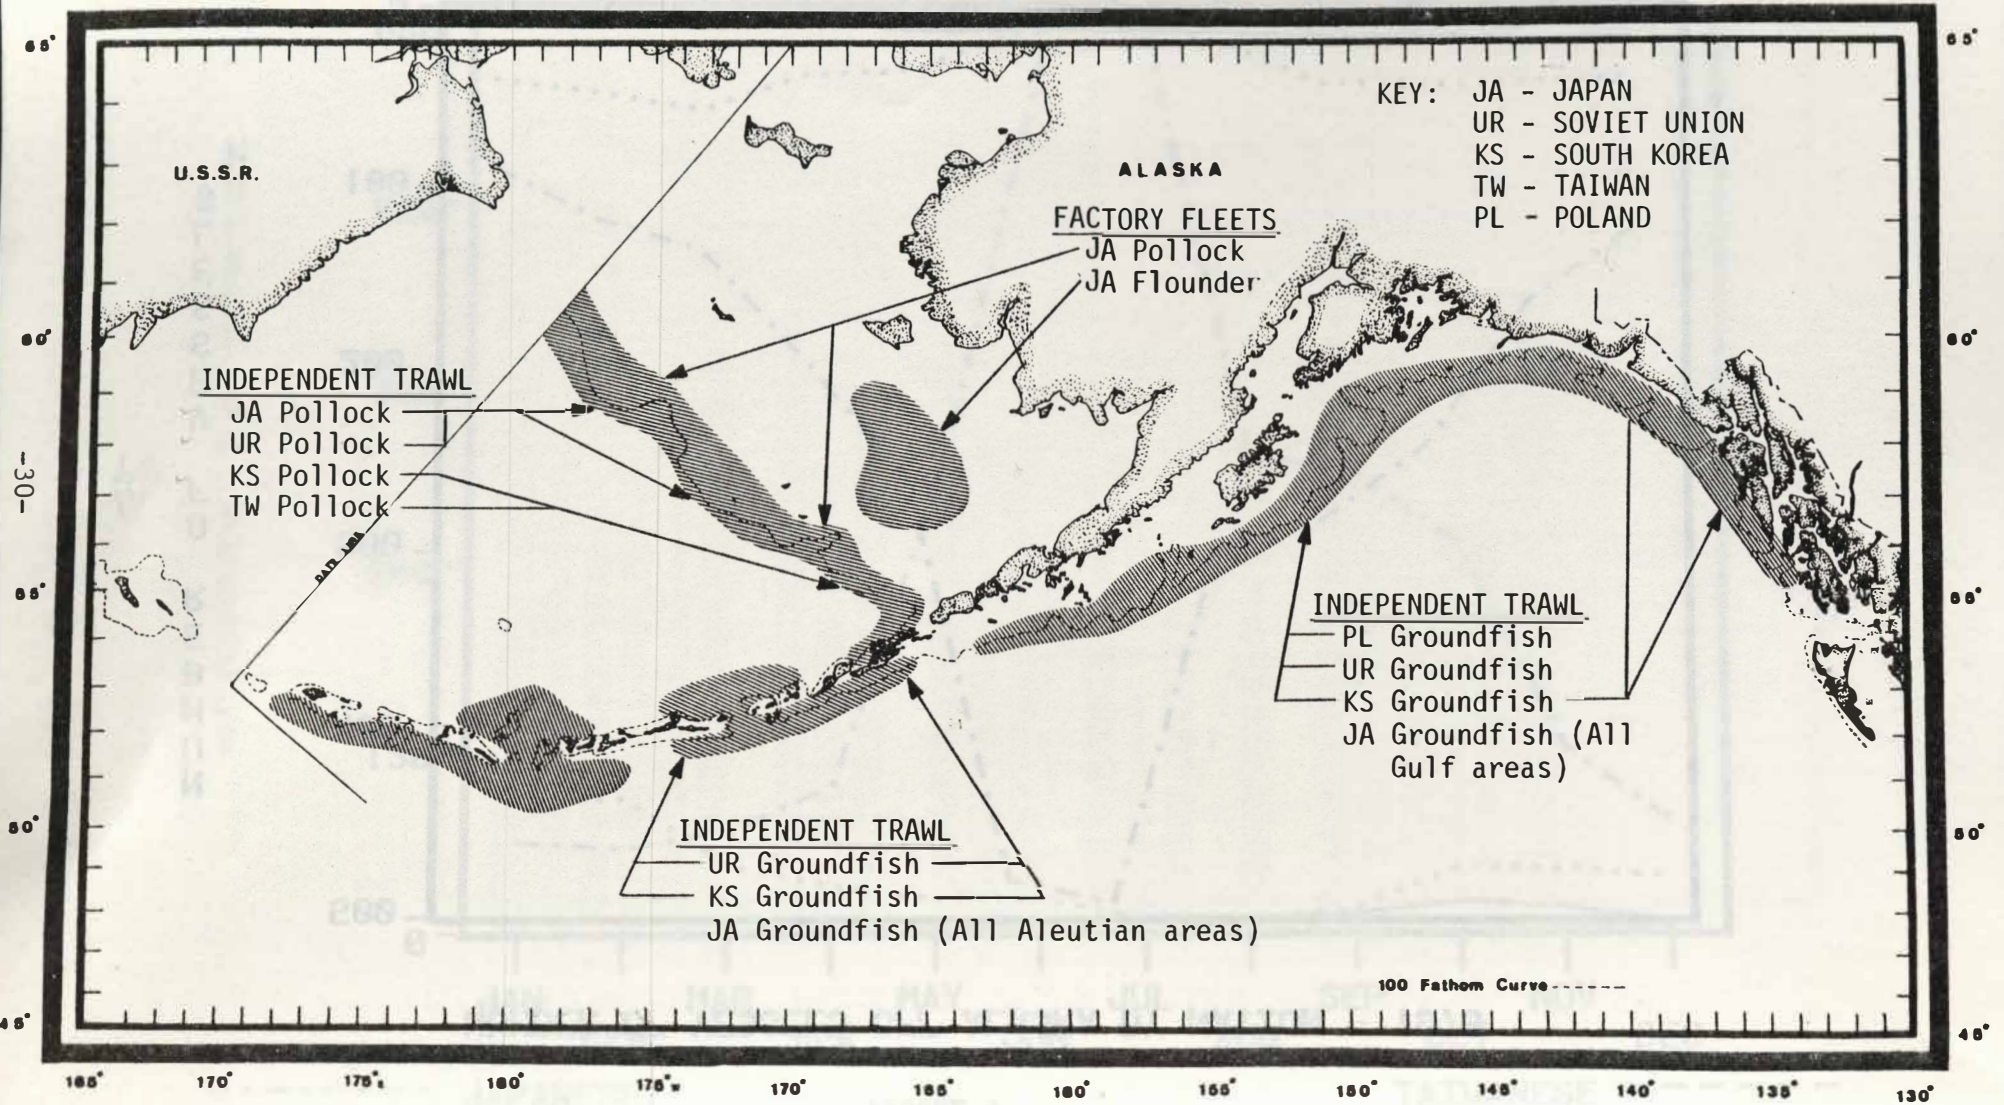 65°
65°
KEY: JA - JAPAN
UR - SOVIET UNION
KS - SOUTH KOREA
TW - TAIWAN
PL - POLAND
U.S.S.R.
ALASKA
FACTORY FLEETS
JA Pollock
JA Flounder
60°
60°
INDEPENDENT TRAWL
JA Pollock
UR Pollock
KS Pollock
TW Pollock
-30-
DATE LINE
55°
55°
INDEPENDENT TRAWL
PL Groundfish
UR Groundfish
KS Groundfish
JA Groundfish (All
Gulf areas)
50°
50°
INDEPENDENT TRAWL
UR Groundfish
KS Groundfish
JA Groundfish (All Aleutian areas)
100 Fathom Curve------
45°
45°
165° 170° 175°E 180° 175°W 170° 165° 160° 155° 150° 145° 140° 135° 130°